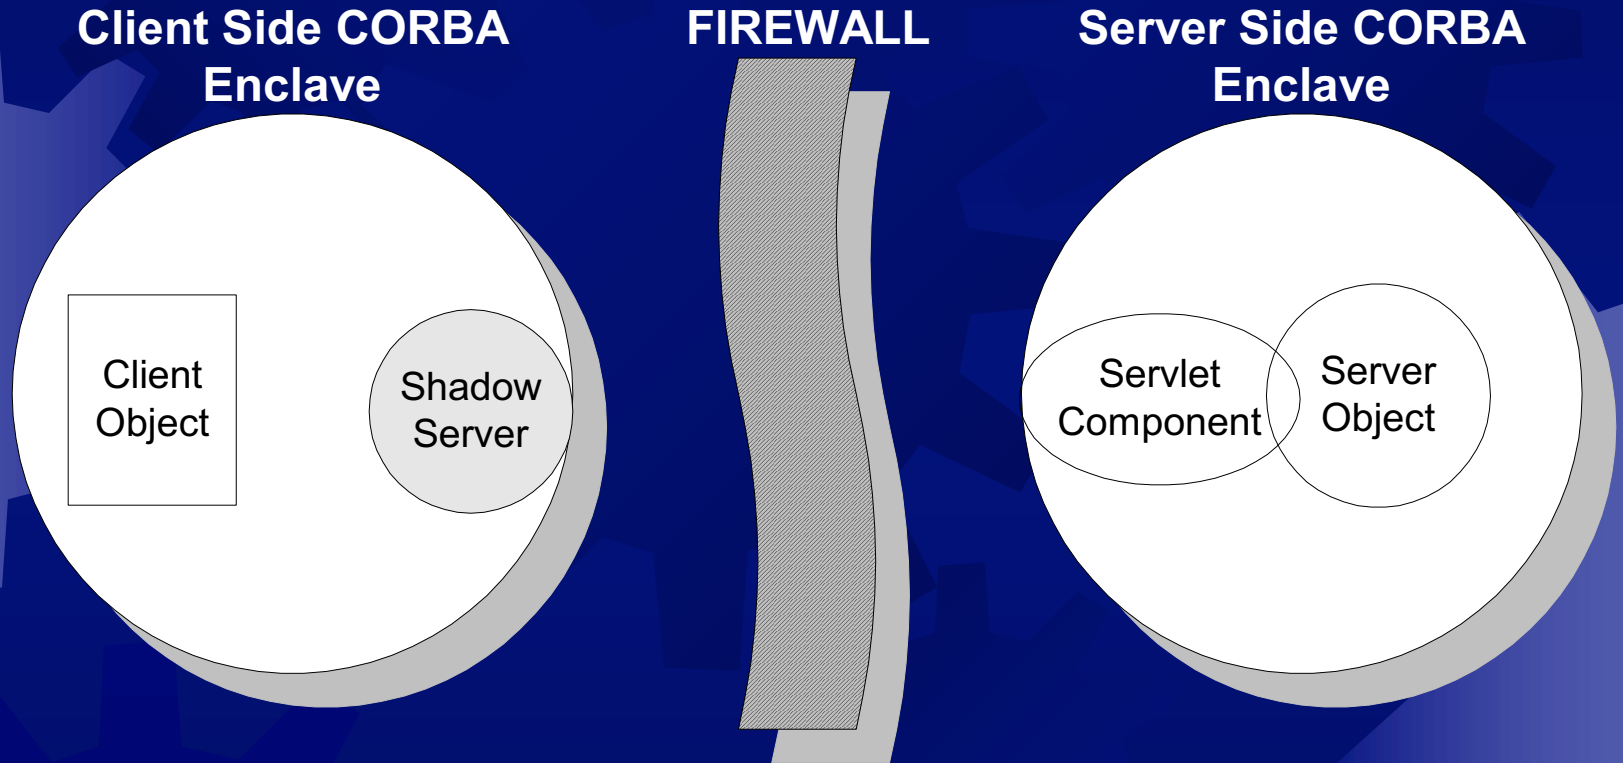 Client Side CORBA
Enclave
FIREWALL
Server Side CORBA
Enclave
Client
Object
Shadow
Server
Servlet
Component
Server
Object